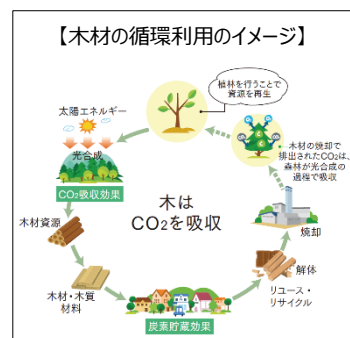 【木材の循環利用のイメージ】
植林を行うことで
資源を再生
太陽エネルギー
光合成
CO₂吸収効果
木材資源
木材・木質
材料
炭素貯蔵効果
リユース・
リサイクル
解体
焼却
木材の焼却で
排出されたCO₂は、
森林が光合成の
過程で吸収
木は
CO₂を吸収